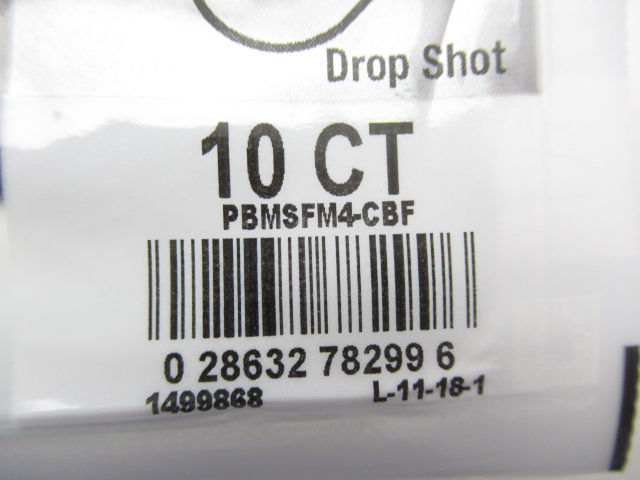 Drop Shot
10 CT
PBMSFM4-CBF
0 28632 78299 6
1499868 L-11-18-1